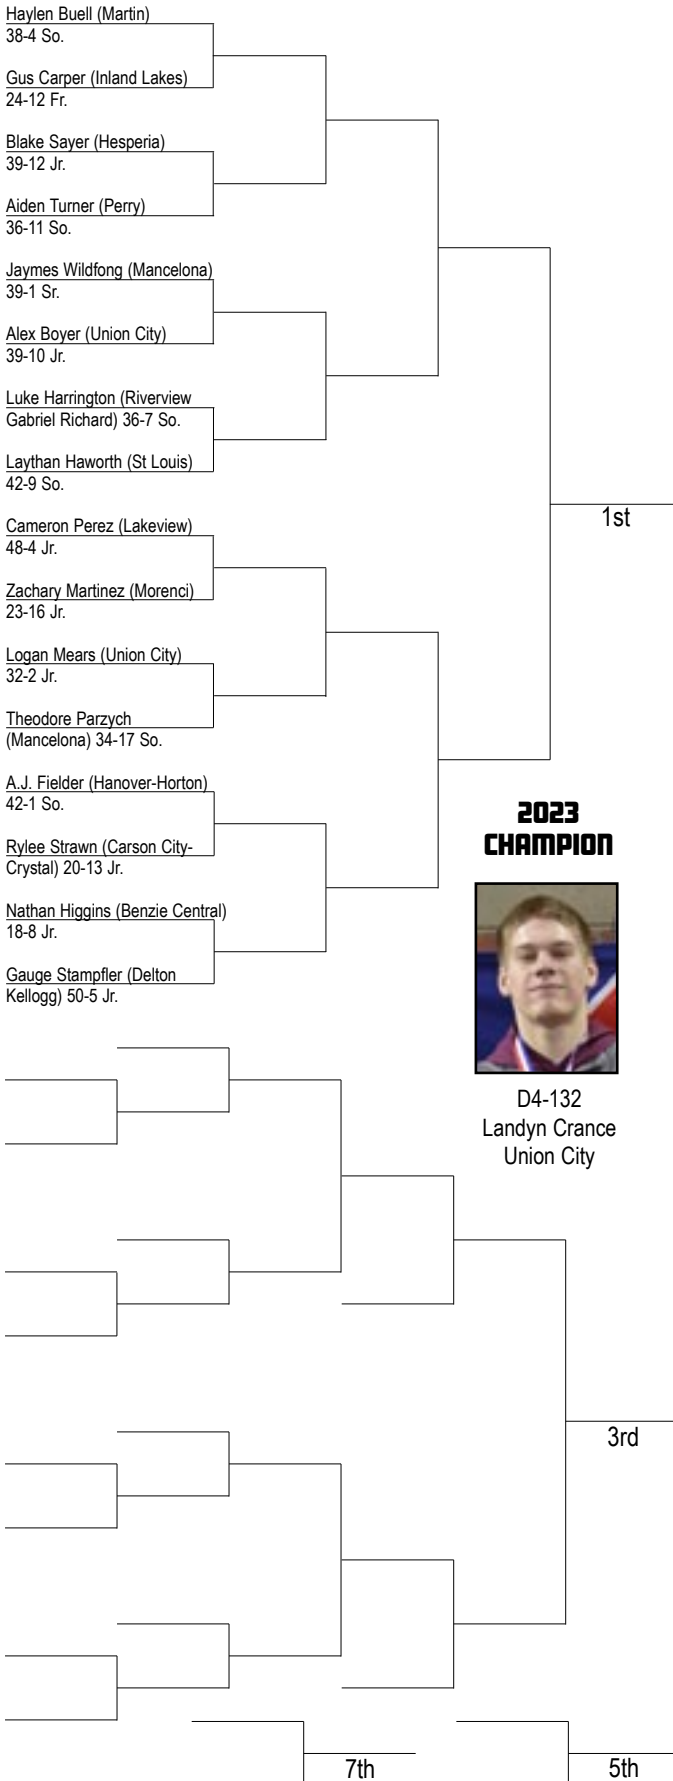 Haylen Buell (Martin)
38-4 So.
Gus Carper (Inland Lakes)
24-12 Fr.
Blake Sayer (Hesperia)
39-12 Jr.
Aiden Turner (Perry)
36-11 So.
Jaymes Wildfong (Mancelona)
39-1 Sr.
Alex Boyer (Union City)
39-10 Jr.
Luke Harrington (Riverview
Gabriel Richard) 36-7 So.
Laythan Haworth (St Louis)
42-9 So.
Cameron Perez (Lakeview)
48-4 Jr.
Zachary Martinez (Morenci)
23-16 Jr.
Logan Mears (Union City)
32-2 Jr.
Theodore Parzych
(Mancelona) 34-17 So.
A.J. Fielder (Hanover-Horton)
42-1 So.
Rylee Strawn (Carson City-
Crystal) 20-13 Jr.
Nathan Higgins (Benzie Central)
18-8 Jr.
Gauge Stampfler (Delton
Kellogg) 50-5 Jr.
1st
2023
CHAMPION
D4-132
Landyn Crance
Union City
3rd
7th
5th